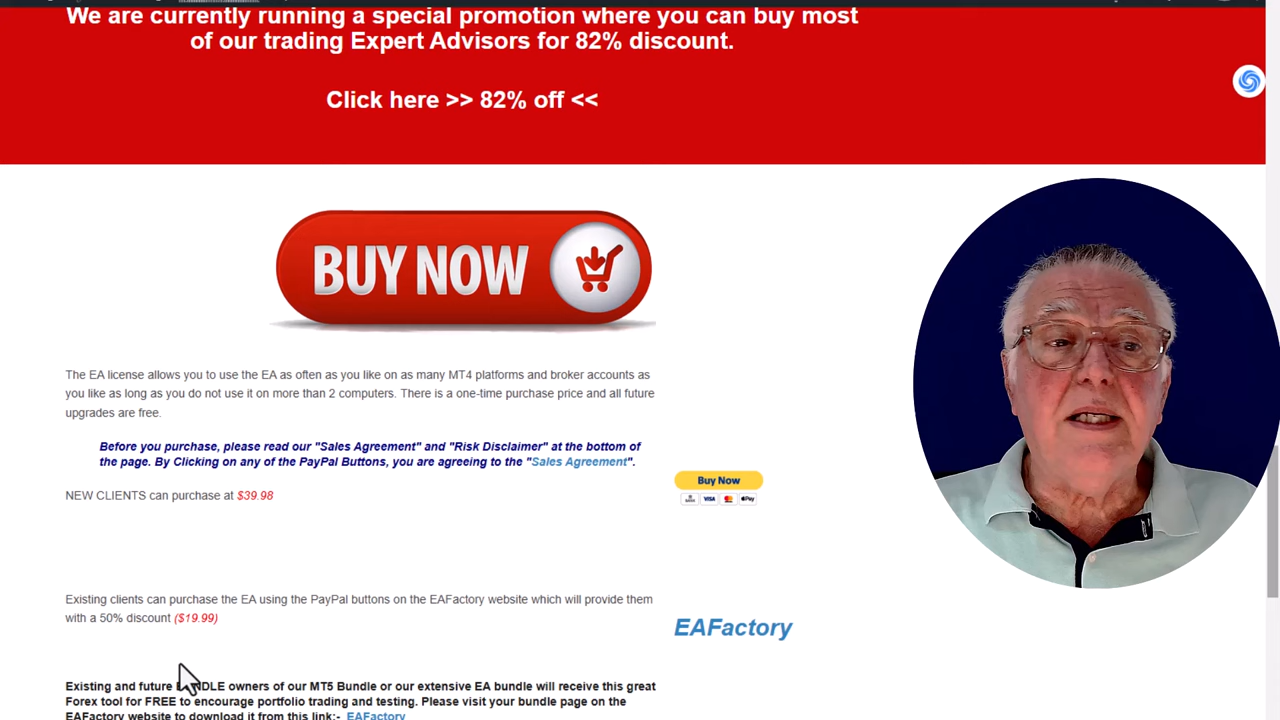 We are currently running a special promotion where you can buy most
of our trading Expert Advisors for 82% discount.
Click here >> 82% off <<
BUY NOW
The EA license allows you to use the EA as often as you like on as many MT4 platforms and broker accounts as
you like as long as you do not use it on more than 2 computers. There is a one-time purchase price and all future
upgrades are free.
Before you purchase, please read our "Sales Agreement" and "Risk Disclaimer" at the bottom of
the page. By Clicking on any of the PayPal Buttons, you are agreeing to the "Sales Agreement".
NEW CLIENTS can purchase at $39.98
Buy Now
VISA
Pay
Existing clients can purchase the EA using the PayPal buttons on the EAFactory website which will provide them
with a 50% discount ($19.99)
EAFactory
Existing and future BUNDLE owners of our MT5 Bundle or our extensive EA bundle will receive this great
Forex tool for FREE to encourage portfolio trading and testing. Please visit your bundle page on the
EAFactory website to download it from this link:- EAFactory